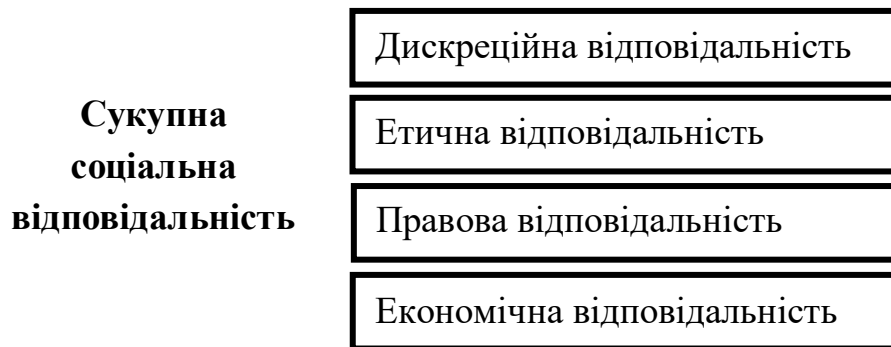 Сукупна
соціальна
відповідальність
Дискреційна відповідальність
Етична відповідальність
Правова відповідальність
Економічна відповідальність